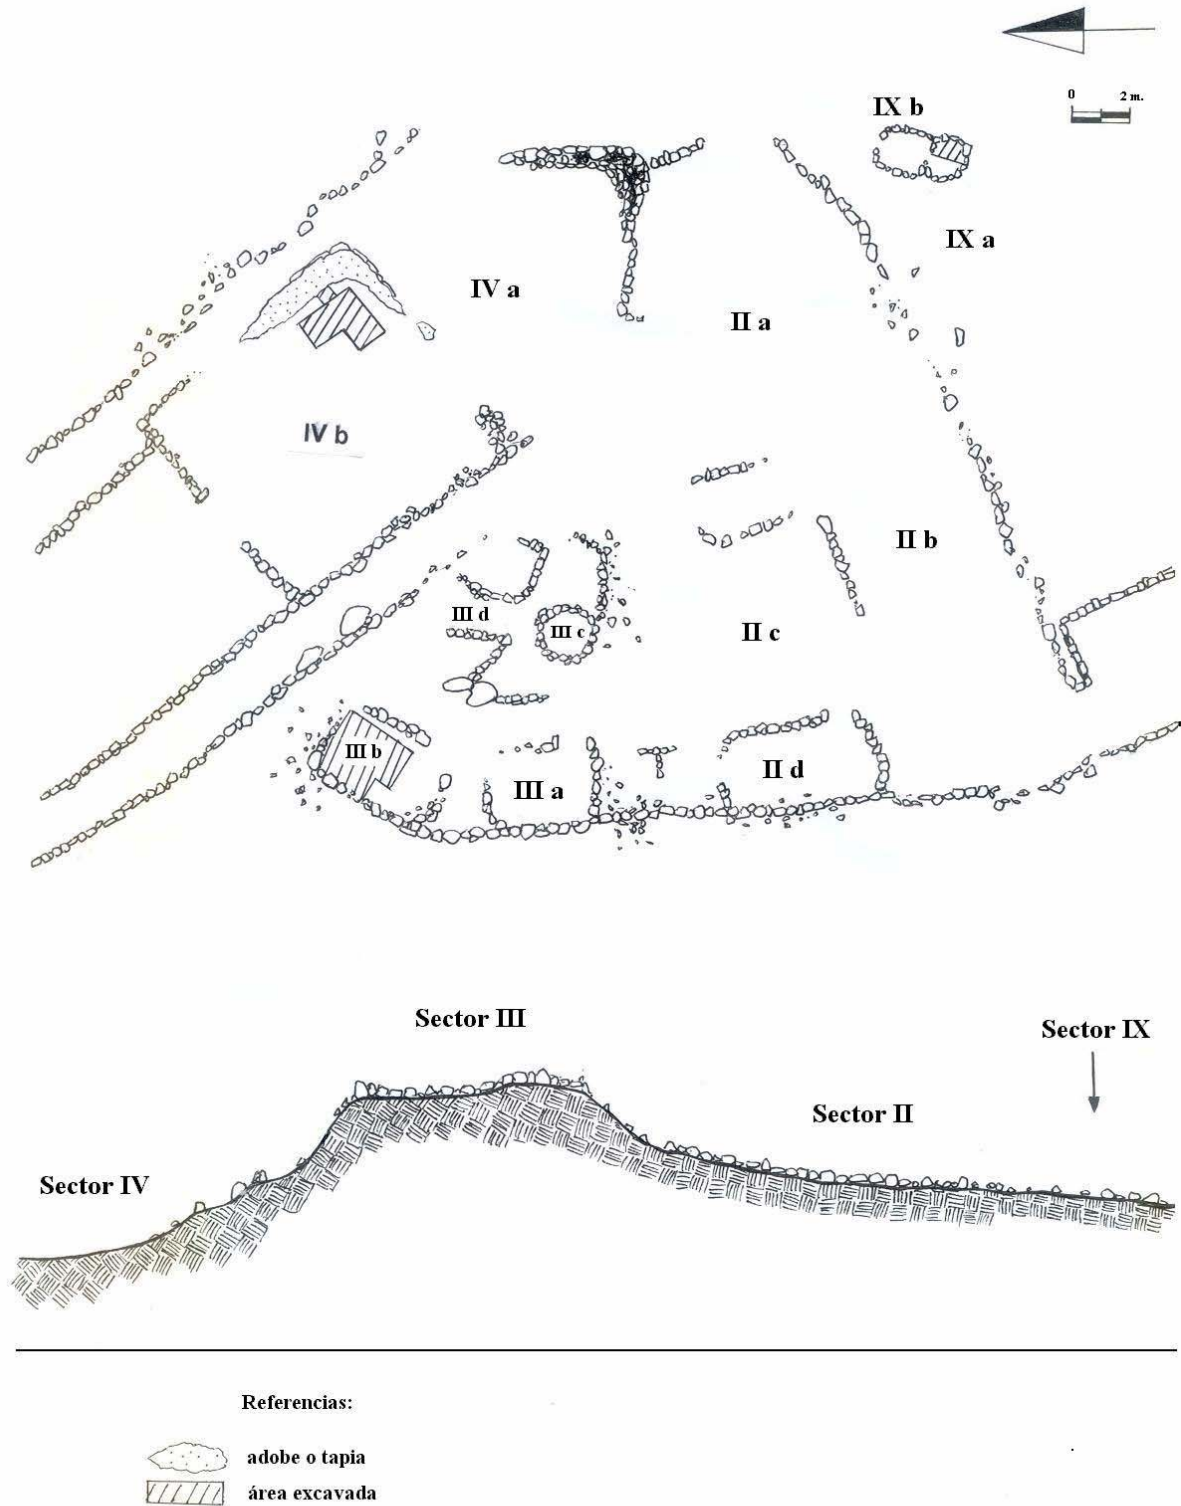 0 2 m.
IX b
IX a
IV a
II a
IV b
II b
III d
III c
II c
III b
II d
III a
Sector III
Sector IX
Sector II
Sector IV
Referencias:
adobe o tapia
área excavada